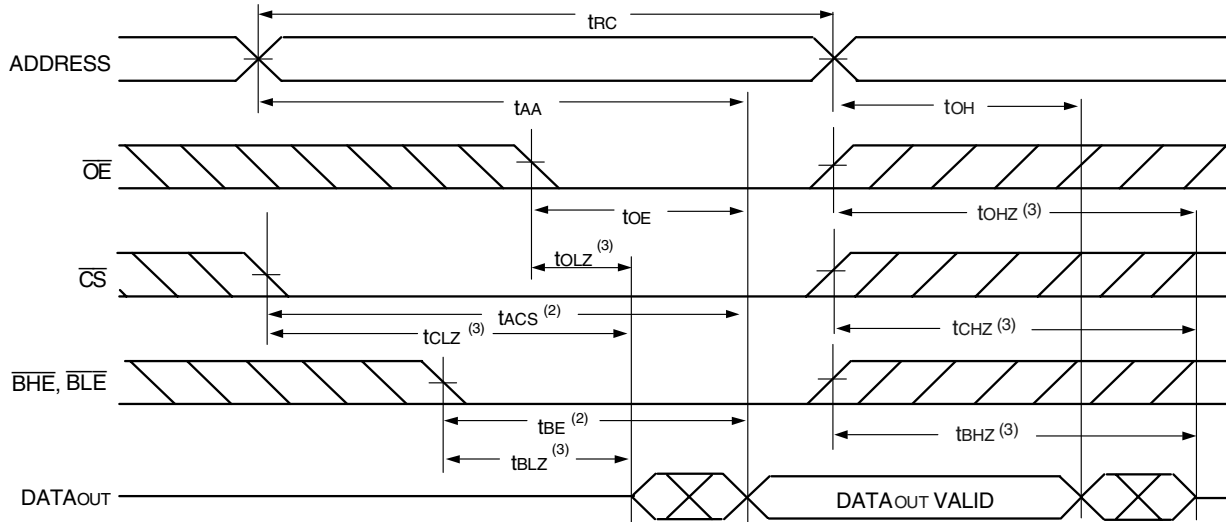 tRC
ADDRESS
tAA
tOH
OE
tOE
tOHZ (3)
tOLZ (3)
CS
tACS (2)
tCLZ (3)
tCHZ (3)
BHE, BLE
tBE (2)
tBHZ (3)
tBLZ (3)
DATAOUT
DATAOUT VALID